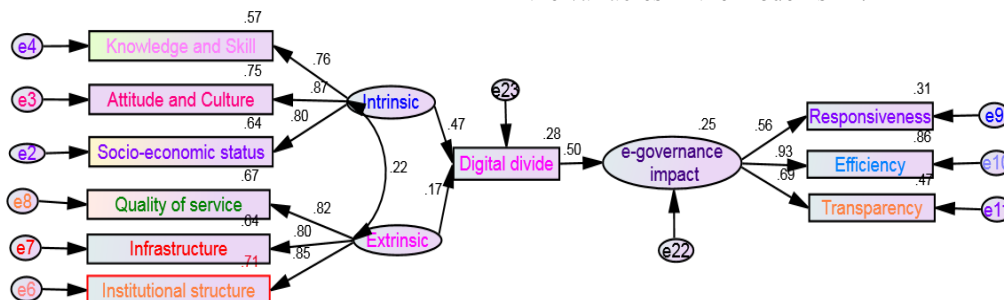 .57
e4 Knowledge and Skill .76
.75
e3 Attitude and Culture .87 Intrinsic
.80
.64
e2 Socio-economic status
.47
e23
.28
Digital divide .50
.25
e-governance
impact
.56
.31
Responsiveness e9
.86
.93
Efficiency e10
.69
.47
Transparency e11
.22
.17
.67
e8 Quality of service .82
.64
e7 Infrastructure .80 Extrinsic
.85
.71
e6 Institutional structure
e22